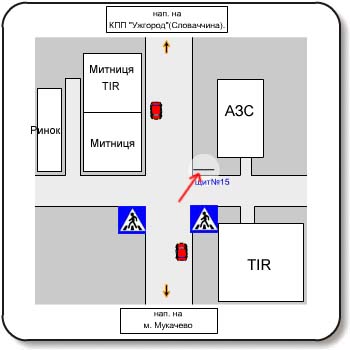 нап. на
КПП "Ужгород"(Словаччина).
Митниця
TIR
АЗС
Ринок
Митниця
Щит№15
TIR
нап. на
м. Мукачево